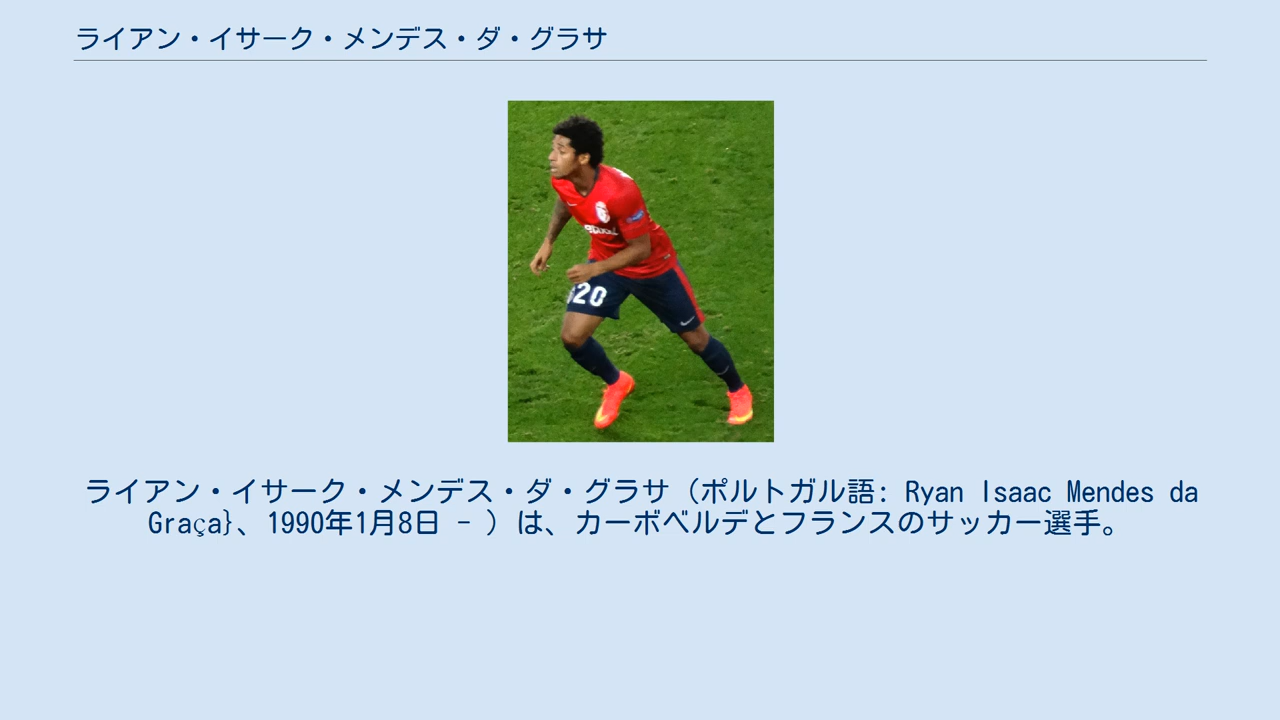 ライアン・イサーク・メンデス・ダ・グラサ
20
ライアン・イサーク・メンデス・ダ・グラサ（ポルトガル語: Ryan Isaac Mendes da
Graça}、1990年1月8日 - ）は、カーボベルデとフランスのサッカー選手。